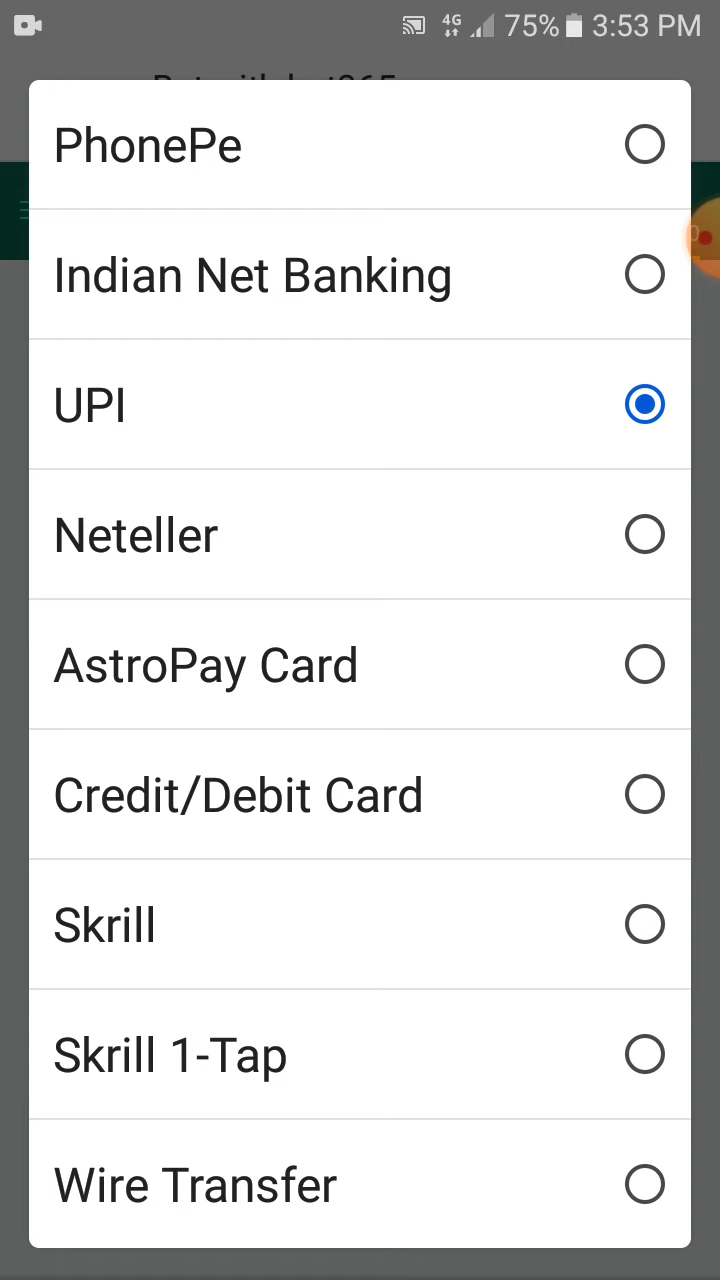 4G 75% 3:53 PM
PhonePe
Indian Net Banking
UPI
Neteller
AstroPay Card
Credit/Debit Card
Skrill
Skrill 1-Tap
Wire Transfer